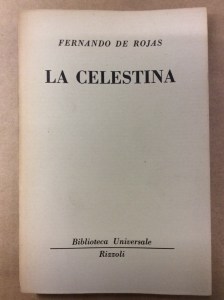 FERNANDO DE ROJAS
LA CELESTINA
Biblioteca Universale
Rizzoli